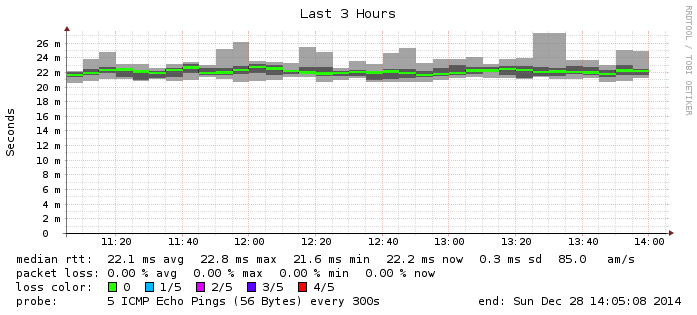 Last 3 Hours
RRDTOOL / TOBI OETIKER
Seconds
26 m
24 m
22 m
20 m
18 m
16 m
14 m
12 m
10 m
8 m
6 m
4 m
2 m
0
11:20 11:40 12:00 12:20 12:40 13:00 13:20 13:40 14:00
median rtt: 22.1 ms avg 22.8 ms max 21.6 ms min 22.2 ms now 0.3 ms sd 85.0 am/s
packet loss: 0.00 % avg 0.00 % max 0.00 % min 0.00 % now
loss color: 0 1/5 2/5 3/5 4/5
probe: 5 ICMP Echo Pings (56 Bytes) every 300s end: Sun Dec 28 14:05:08 2014